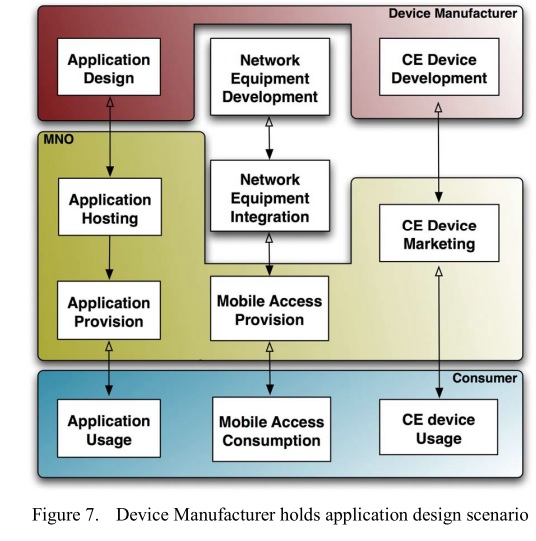 Device Manufacturer
Application
Design
Network
Equipment
Development
CE Device
Development
MNO
Application
Hosting
Network
Equipment
Integration
CE Device
Marketing
Application
Provision
Mobile Access
Provision
Consumer
Application
Usage
Mobile Access
Consumption
CE device
Usage
Figure 7. Device Manufacturer holds application design scenario